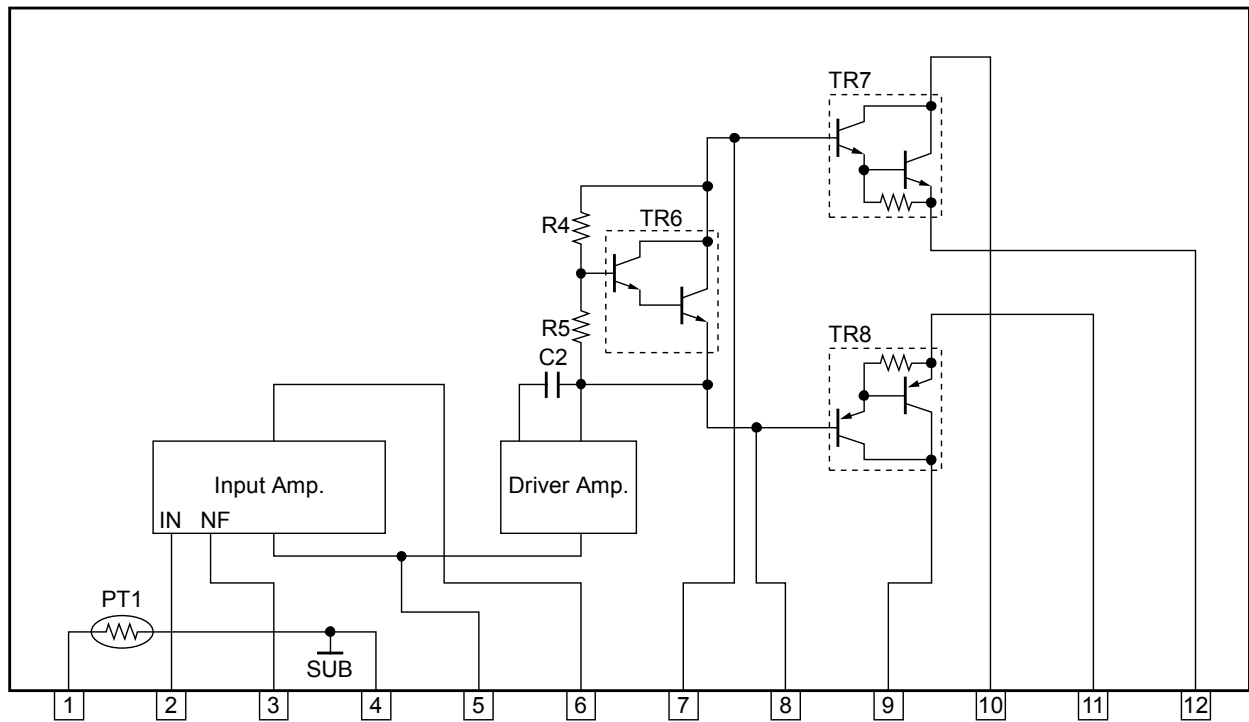 TR7
R4
TR6
R5
TR8
C2
Input Amp.
Driver Amp.
IN NF
PT1
SUB
1 2 3 4 5 6 7 8 9 10 11 12